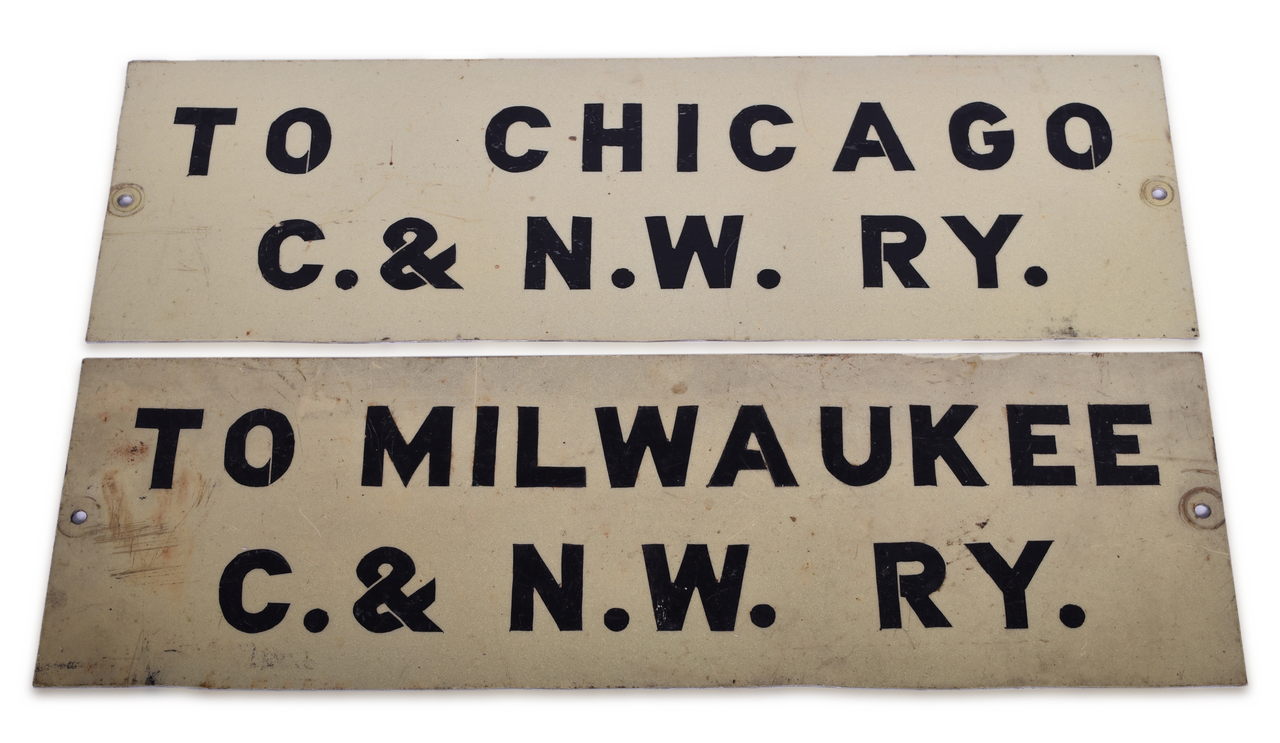 TO CHICAGO
C.& N.W. RY.
TO MILWAUKEE
C.& N.W. RY.